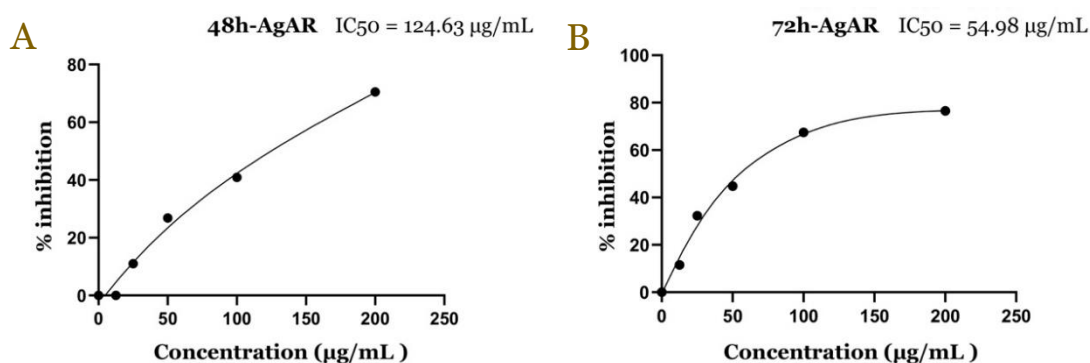 A
48h-AgAR IC50 = 124.63 µg/mL
% inhibition
80
60
40
20
0
0 50 100 150 200 250
Concentration (µg/mL )
B
72h-AgAR IC50 = 54.98 µg/mL
% inhibition
100
80
60
40
20
0
0 50 100 150 200 250
Concentration (µg/mL )